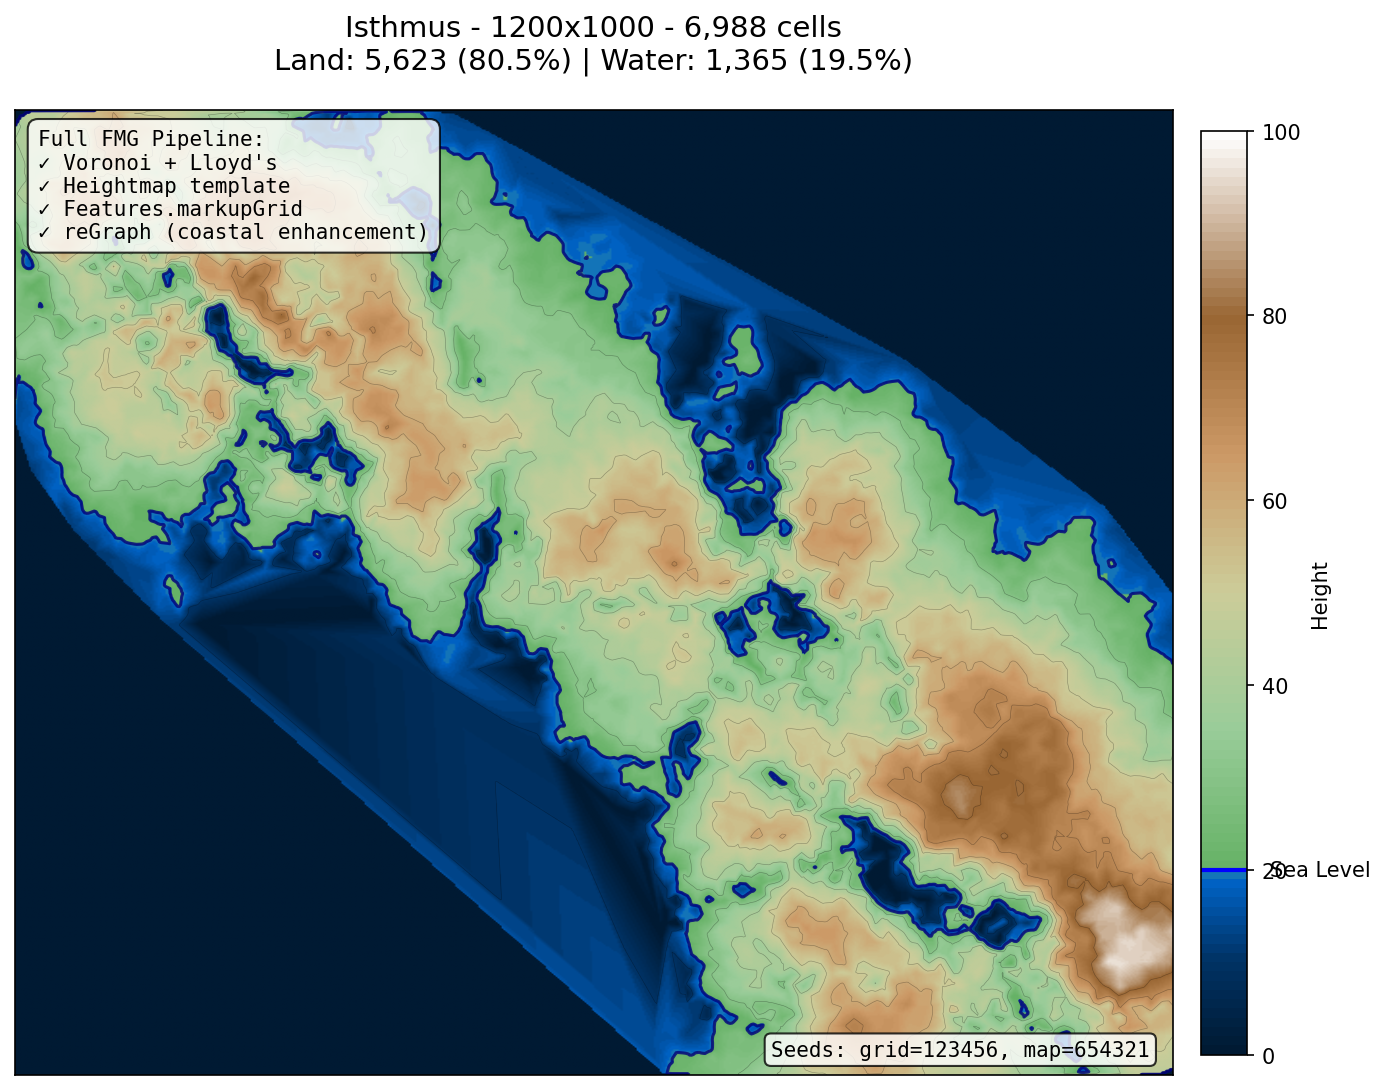 Isthmus - 1200x1000 - 6,988 cells
Land: 5,623 (80.5%) | Water: 1,365 (19.5%)
Full FMG Pipeline:
✓ Voronoi + Lloyd's
✓ Heightmap template
✓ Features.markupGrid
✓ reGraph (coastal enhancement)
100
80
60
40
20
0
Sea Level
Height
Seeds: grid=123456, map=654321